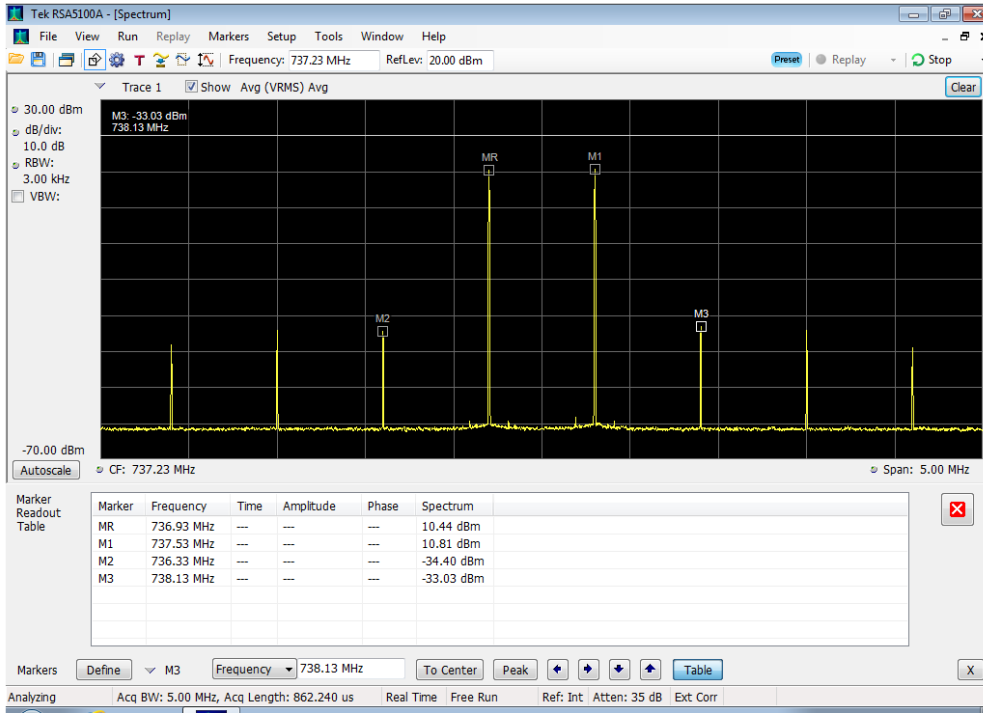 Tek RSA5100A - [Spectrum]
File View Run Replay Markers Setup Tools Window Help
Frequency: 737.23 MHz RefLev: 20.00 dBm Preset Replay Stop
Trace 1 Show Avg (VRMS) Avg Clear
30.00 dBm
dB/div:
10.0 dB
RBW:
3.00 kHz
VBW:
M3: -33.03 dBm
738.13 MHz
MR M1
M2 M3
-70.00 dBm
Autoscale CF: 737.23 MHz Span: 5.00 MHz
Marker
Readout
Table
Marker Frequency Time Amplitude Phase Spectrum
MR 736.93 MHz --- --- --- 10.44 dBm
M1 737.53 MHz --- --- --- 10.81 dBm
M2 736.33 MHz --- --- --- -34.40 dBm
M3 738.13 MHz --- --- --- -33.03 dBm
Markers Define M3 Frequency 738.13 MHz To Center Peak Table X
Analyzing Acq BW: 5.00 MHz, Acq Length: 862.240 us Real Time Free Run Ref: Int Atten: 35 dB Ext Corr